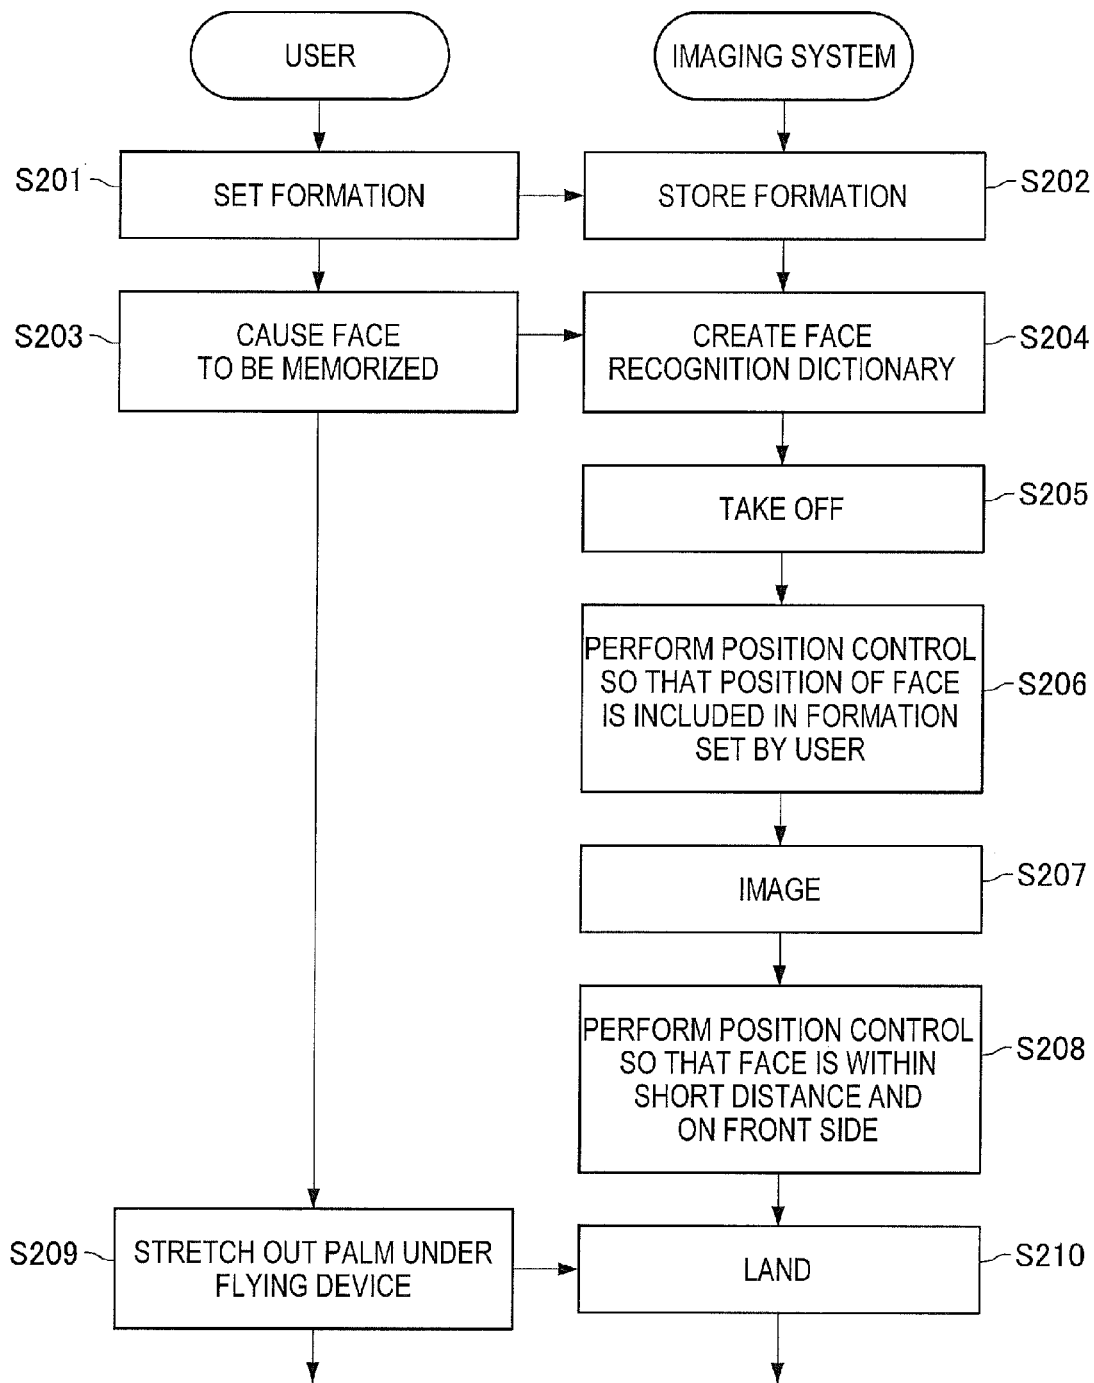 USER
IMAGING SYSTEM
S201
SET FORMATION
STORE FORMATION
S202
S203
CAUSE FACE
TO BE MEMORIZED
CREATE FACE
RECOGNITION DICTIONARY
S204
TAKE OFF
S205
PERFORM POSITION CONTROL
SO THAT POSITION OF FACE
IS INCLUDED IN FORMATION
SET BY USER
S206
IMAGE
S207
PERFORM POSITION CONTROL
SO THAT FACE IS WITHIN
SHORT DISTANCE AND
ON FRONT SIDE
S208
S209
STRETCH OUT PALM UNDER
FLYING DEVICE
LAND
S210